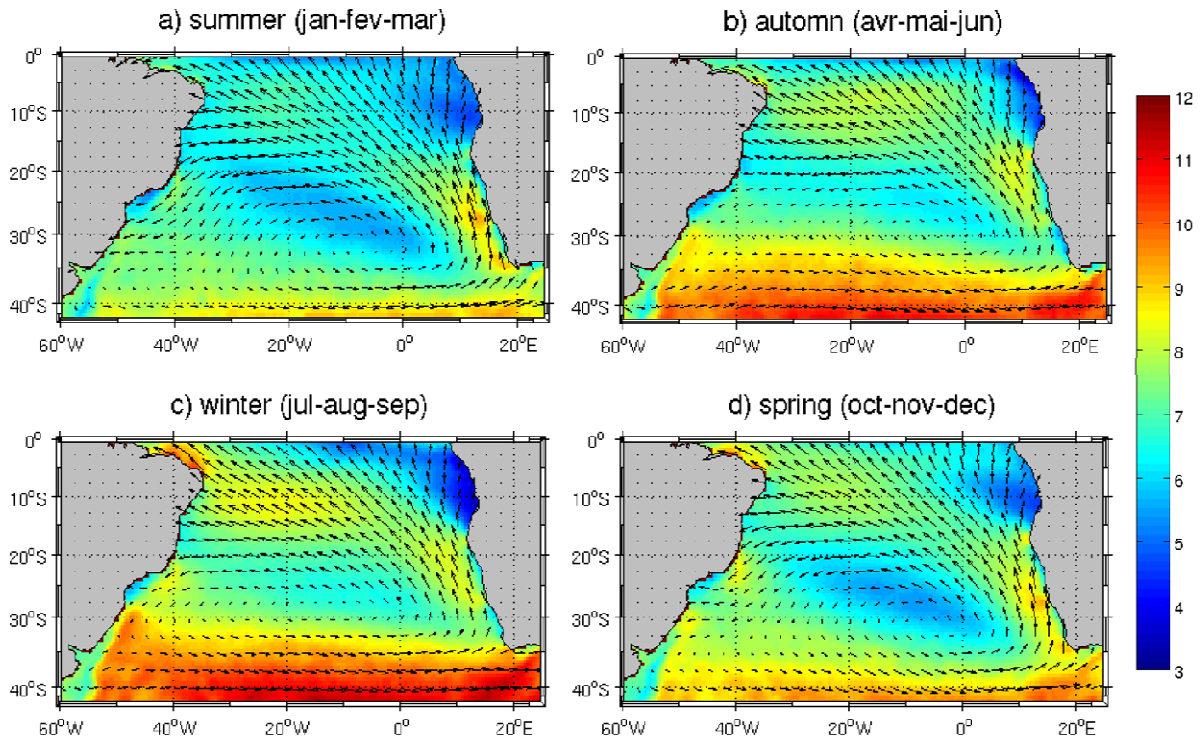 a) summer (jan-fev-mar)
b) automn (avr-mai-jun)
0°
10°S
20°S
30°S
40°S
60°W 40°W 20°W 0° 20°E
0°
10°S
20°S
30°S
40°S
60°W 40°W 20°W 0° 20°E
12
11
10
9
8
7
6
5
4
3
c) winter (jul-aug-sep)
d) spring (oct-nov-dec)
0°
10°S
20°S
30°S
40°S
60°W 40°W 20°W 0° 20°E
0°
10°S
20°S
30°S
40°S
60°W 40°W 20°W 0° 20°E